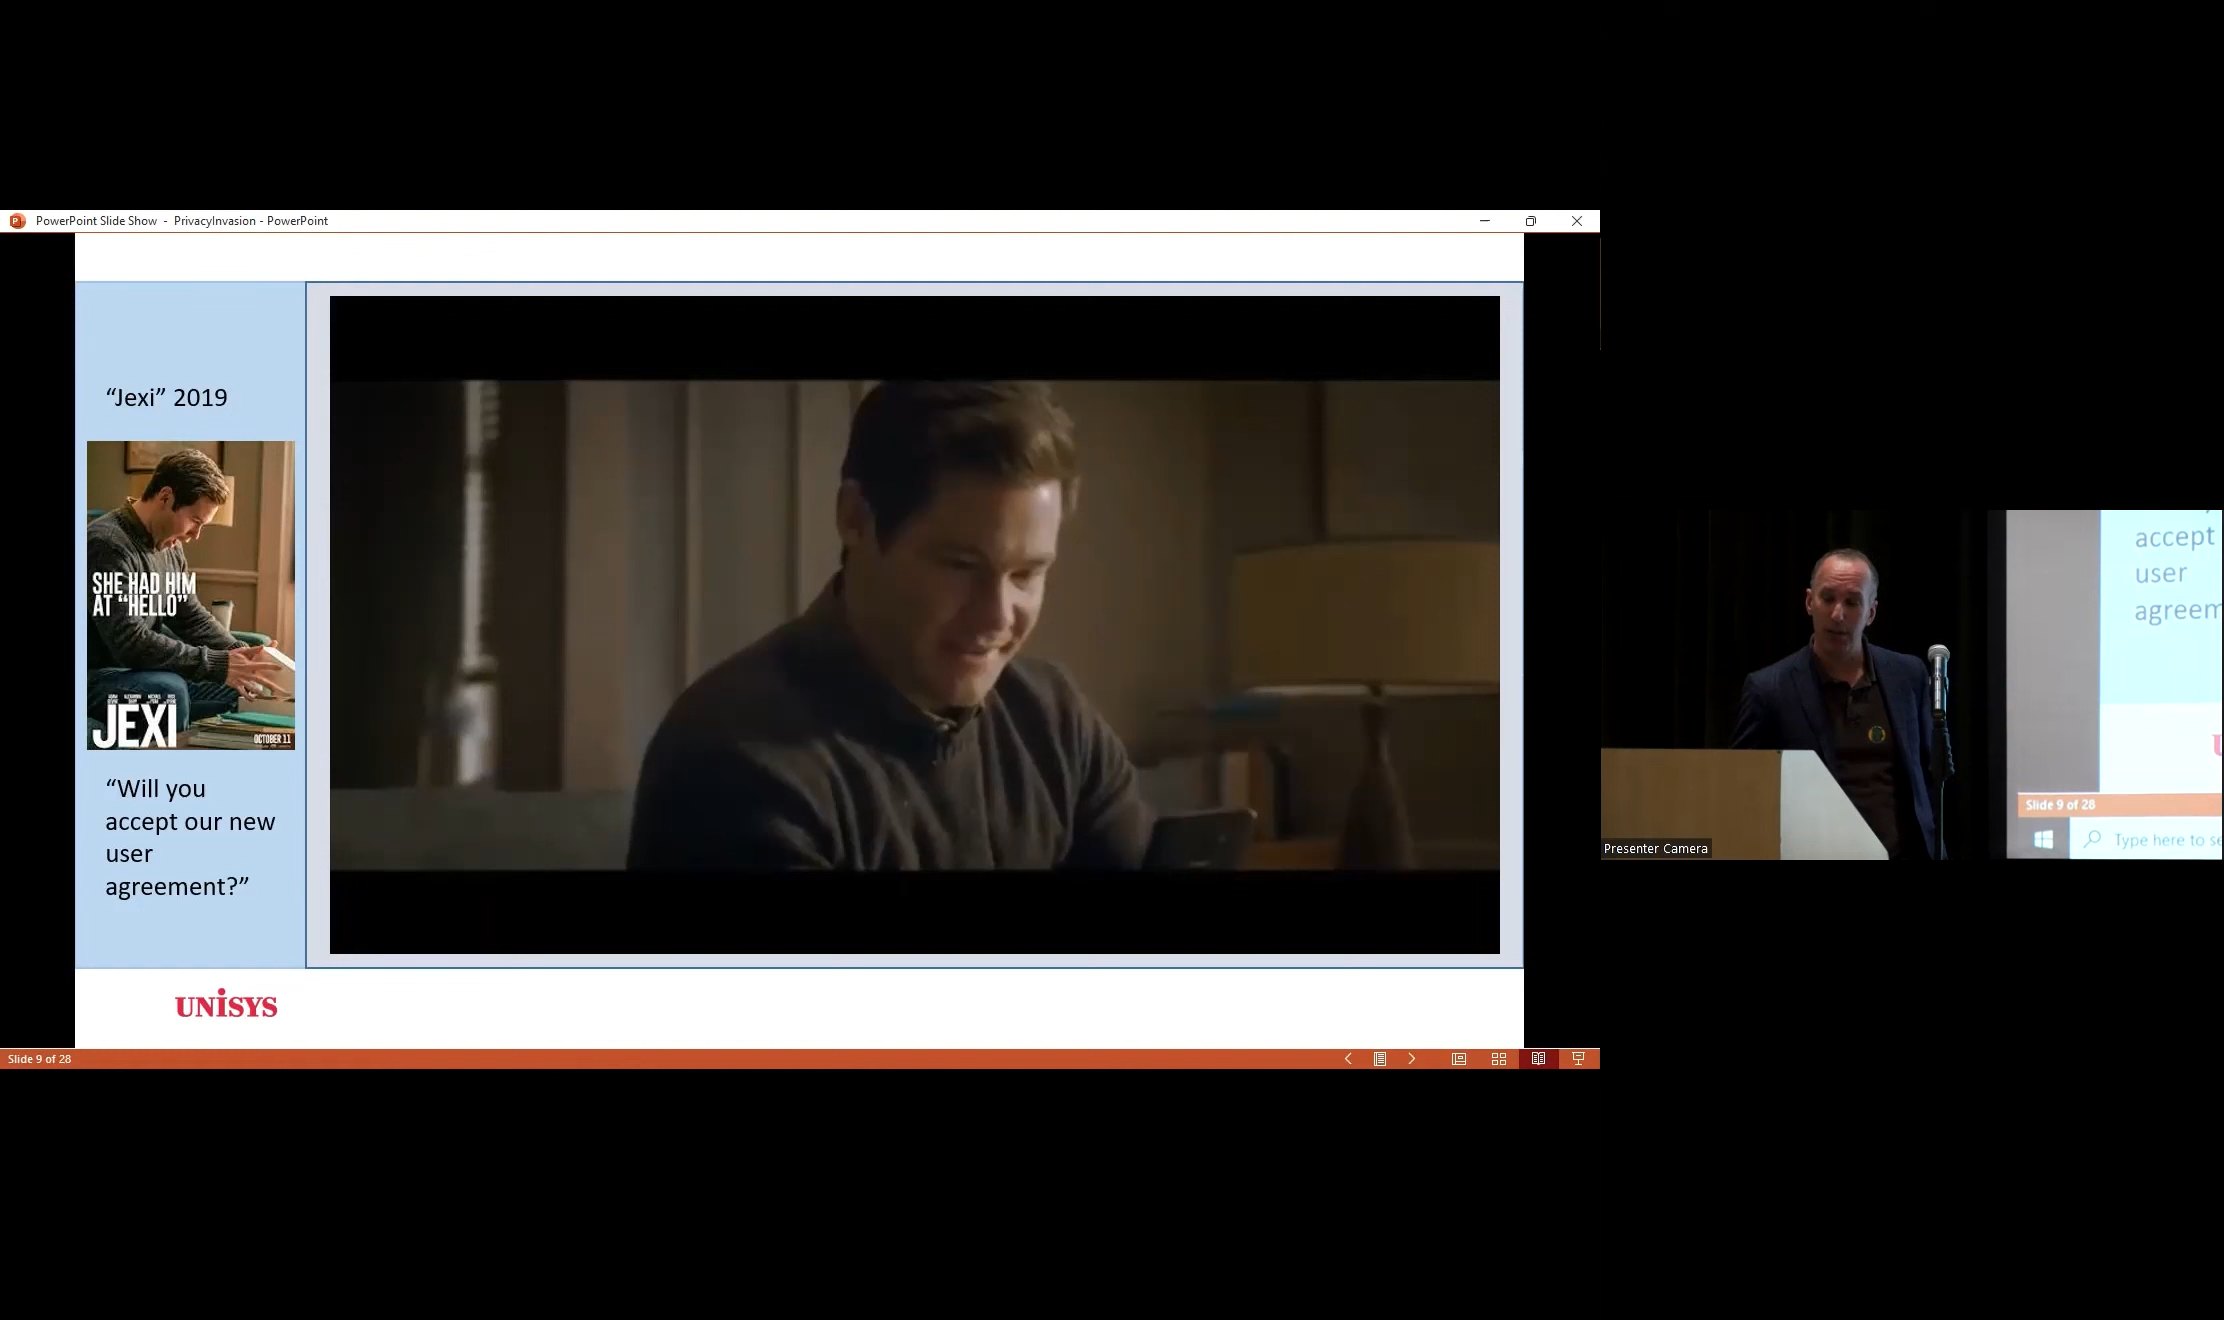 PowerPoint Slide Show - PrivacyInvasion - PowerPoint
“Jexi” 2019
SHE HAD HIM
AT “HELLO”
JEXI
OCTOBER 11
“Will you
accept our new
user
agreement?”
UNiSYS
Slide 9 of 28
accept
user
agreem
Slide 9 of 28
Type here to se
Presenter Camera